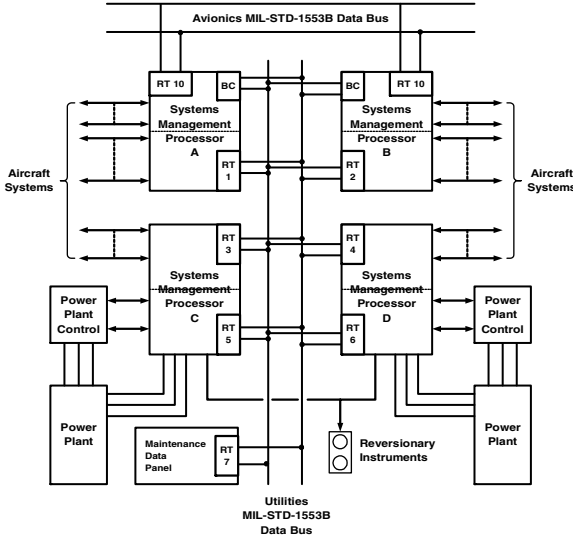 Avionics MIL-STD-1553B Data Bus
RT 10
BC
Systems
Management
Processor
A
RT
1
BC
RT 10
Systems
Management
Processor
B
RT
2
Aircraft
Systems
Aircraft
Systems
RT
3
Systems
Management
Processor
C
RT
5
RT
4
Systems
Management
Processor
D
RT
6
Power
Plant
Control
Power
Plant
Control
Power
Plant
Power
Plant
Maintenance
Data
Panel
RT
7
Reversionary
Instruments
Utilities
MIL-STD-1553B
Data Bus